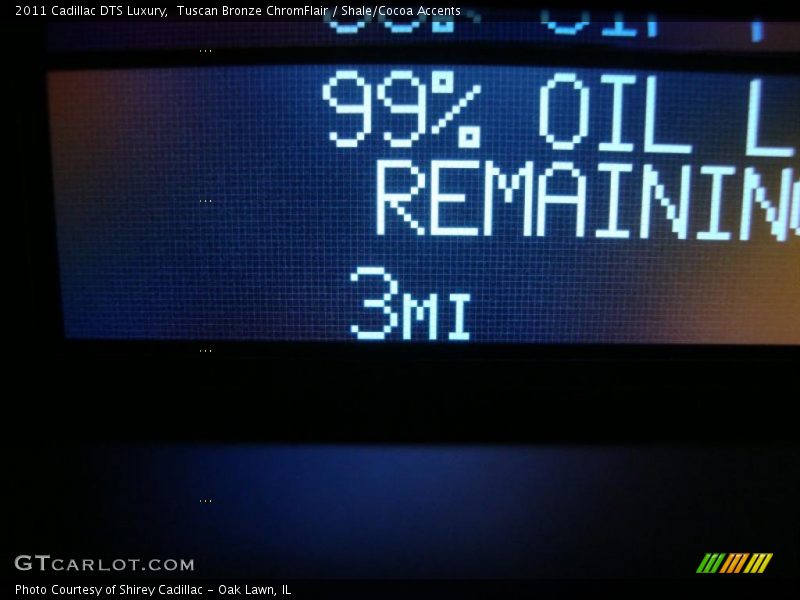 2011 Cadillac DTS Luxury,  Tuscan Bronze ChromFlair / Shale/Cocoa Accents
99% OIL L
REMAININ
3MI
GTCARLOT.COM
Photo Courtesy of Shirey Cadillac - Oak Lawn, IL